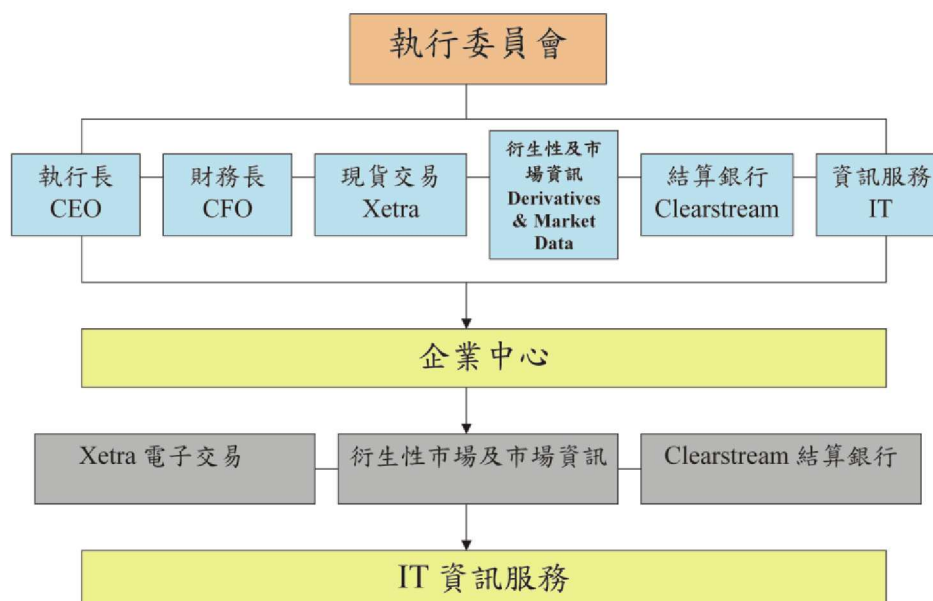 執行委員會
執行長
CEO
財務長
CFO
現貨交易
Xetra
衍生性及市
場資訊
Derivatives
& Market
Data
結算銀行
Clearstream
資訊服務
IT
企業中心
Xetra 電子交易
衍生性市場及市場資訊
Clearstream 結算銀行
IT 資訊服務